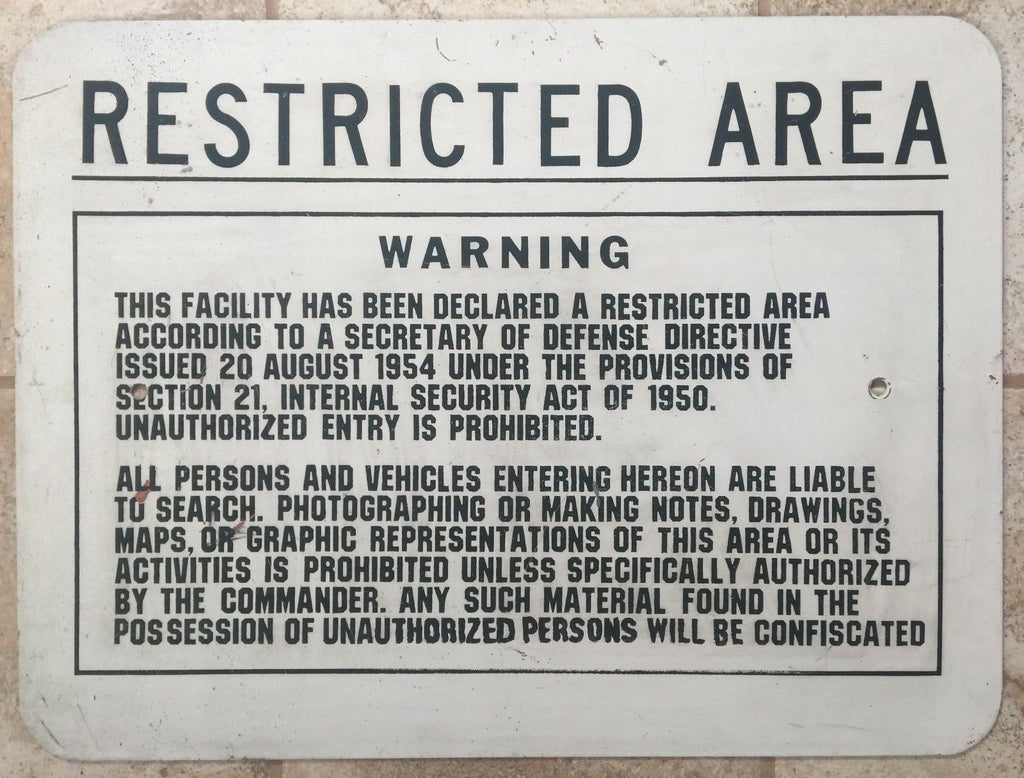 RESTRICTED AREA
WARNING
THIS FACILITY HAS BEEN DECLARED A RESTRICTED AREA
ACCORDING TO A SECRETARY OF DEFENSE DIRECTIVE
ISSUED 20 AUGUST 1954 UNDER THE PROVISIONS OF
SECTION 21, INTERNAL SECURITY ACT OF 1950.
UNAUTHORIZED ENTRY IS PROHIBITED.
ALL PERSONS AND VEHICLES ENTERING HEREON ARE LIABLE
TO SEARCH. PHOTOGRAPHING OR MAKING NOTES, DRAWINGS,
MAPS, OR GRAPHIC REPRESENTATIONS OF THIS AREA OR ITS
ACTIVITIES IS PROHIBITED UNLESS SPECIFICALLY AUTHORIZED
BY THE COMMANDER. ANY SUCH MATERIAL FOUND IN THE
POSSESSION OF UNAUTHORIZED PERSONS WILL BE CONFISCATED